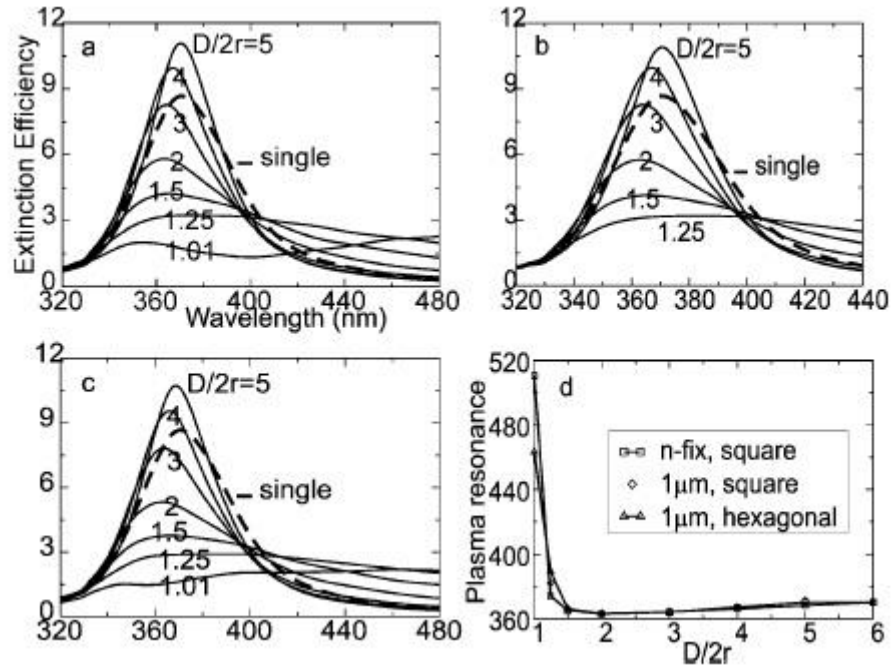 12
9
6
3
0
Extinction Efficiency
a
D/2r=5
4
3
2
1.5
1.25
1.01
single
320 360 400 440 480
Wavelength (nm)
12
9
6
3
0
b
D/2r=5
4
3
2
1.5
1.25
single
320 340 360 380 400 420 440
12
9
6
3
0
c
D/2r=5
4
3
2
1.5
1.25
1.01
single
320 360 400 440 480
Plasma resonance
520
480
440
400
360
d
n-fix, square
1μm, square
1μm, hexagonal
1 2 3 4 5 6
D/2r